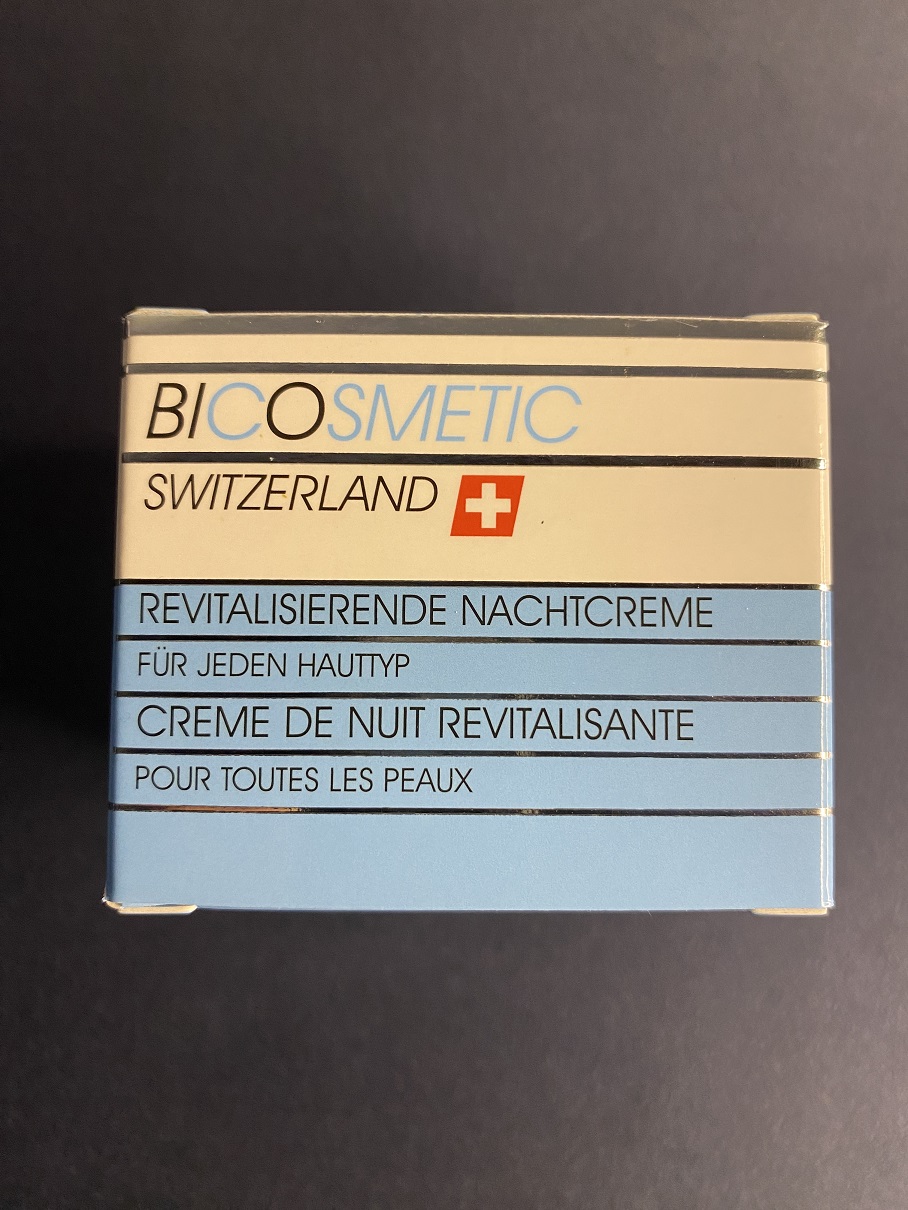 BICOSMETIC
SWITZERLAND
REVITALISIERENDE NACHTCREME
FÜR JEDEN HAUTTYP
CREME DE NUIT REVITALISANTE
POUR TOUTES LES PEAUX